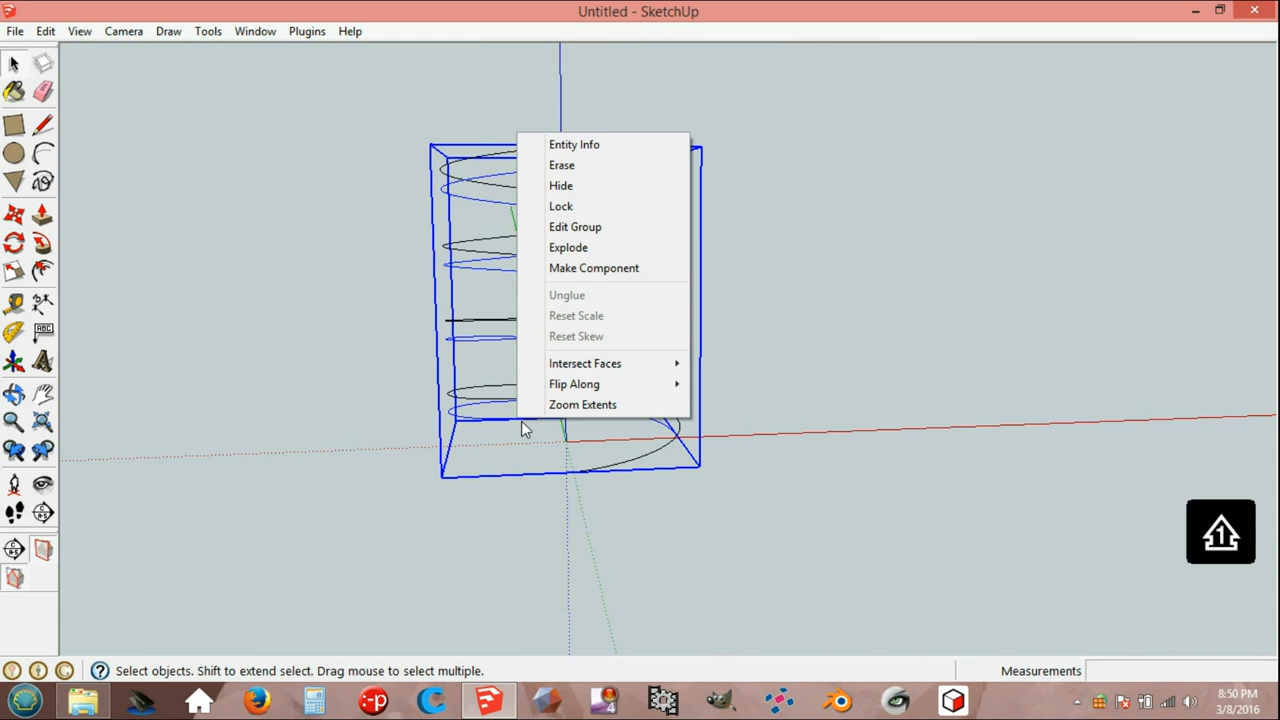 Untitled - SketchUp
File Edit View Camera Draw Tools Window Plugins Help
Entity Info
Erase
Hide
Lock
Edit Group
Explode
Make Component
Unglue
Reset Scale
Reset Skew
Intersect Faces
Flip Along
Zoom Extents
ABC
1
Select objects. Shift to extend select. Drag mouse to select multiple.
Measurements
8:50 PM
3/8/2016